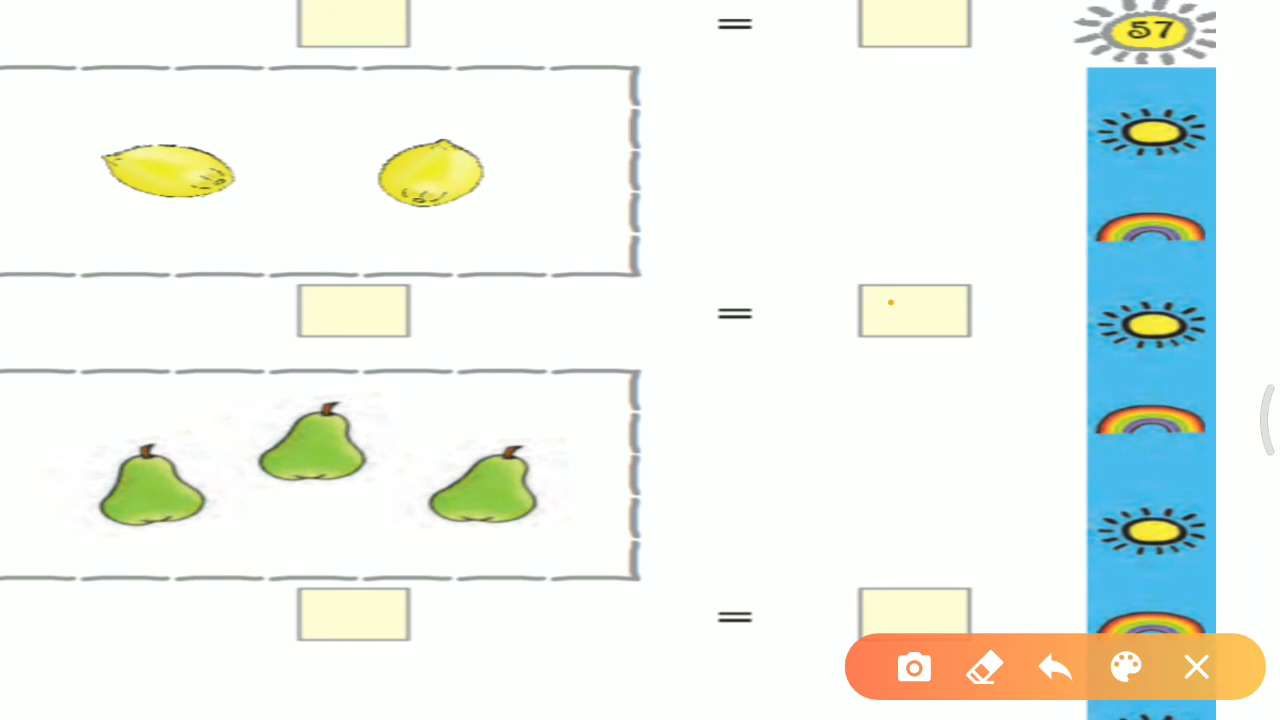 =
57
=
=